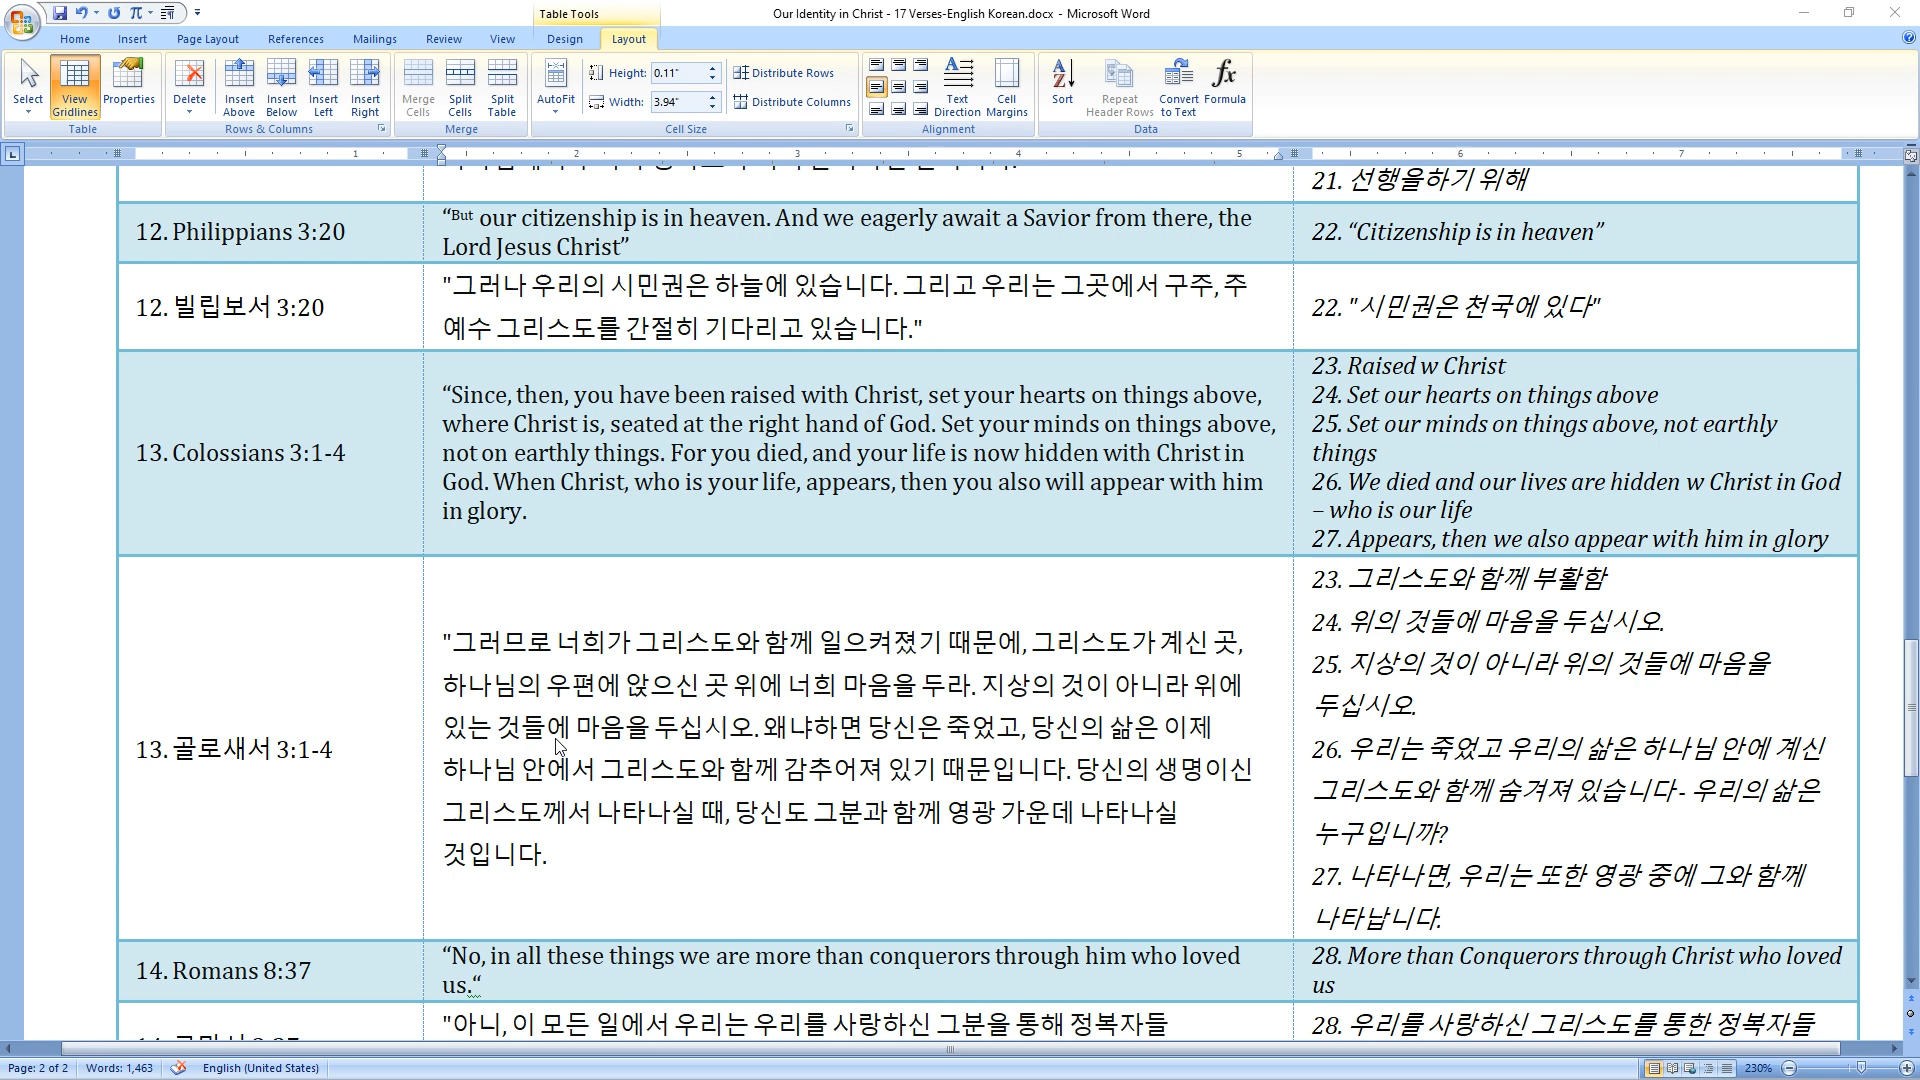 Table Tools
Our Identity in Christ - 17 Verses-English Korean.docx - Microsoft Word
Home Insert Page Layout References Mailings Review View Design Layout
Select View Gridlines Properties
Table
Delete Insert Above Insert Below Insert Left Insert Right
Rows & Columns
Merge Cells Split Cells Split Table
Merge
AutoFit
Height: 0.11"
Width: 3.94"
Distribute Rows
Distribute Columns
Cell Size
Text Direction Cell Margins
Alignment
Sort Repeat Header Rows Convert to Text Formula
Data
1 2 3 4 5 6 7
21. 선행을하기 위해
12. Philippians 3:20
“But our citizenship is in heaven. And we eagerly await a Savior from there, the
Lord Jesus Christ”
22. “Citizenship is in heaven”
12. 빌립보서 3:20
"그러나 우리의 시민권은 하늘에 있습니다. 그리고 우리는 그곳에서 구주, 주
예수 그리스도를 간절히 기다리고 있습니다."
22. "시민권은 천국에 있다"
13. Colossians 3:1-4
“Since, then, you have been raised with Christ, set your hearts on things above,
where Christ is, seated at the right hand of God. Set your minds on things above,
not on earthly things. For you died, and your life is now hidden with Christ in
God. When Christ, who is your life, appears, then you also will appear with him
in glory.
23. Raised w Christ
24. Set our hearts on things above
25. Set our minds on things above, not earthly
things
26. We died and our lives are hidden w Christ in God
– who is our life
27. Appears, then we also appear with him in glory
13. 골로새서 3:1-4
"그러므로 너희가 그리스도와 함께 일으켜졌기 때문에, 그리스도가 계신 곳,
하나님의 우편에 앉으신 곳 위에 너희 마음을 두라. 지상의 것이 아니라 위에
있는 것들에 마음을 두십시오. 왜냐하면 당신은 죽었고, 당신의 삶은 이제
하나님 안에서 그리스도와 함께 감추어져 있기 때문입니다. 당신의 생명이신
그리스도께서 나타나실 때, 당신도 그분과 함께 영광 가운데 나타나실
것입니다.
23. 그리스도와 함께 부활함
24. 위의 것들에 마음을 두십시오.
25. 지상의 것이 아니라 위의 것들에 마음을
두십시오.
26. 우리는 죽었고 우리의 삶은 하나님 안에 계신
그리스도와 함께 숨겨져 있습니다 - 우리의 삶은
누구입니까?
27. 나타나면, 우리는 또한 영광 중에 그와 함께
나타납니다.
14. Romans 8:37
“No, in all these things we are more than conquerors through him who loved
us.“
28. More than Conquerors through Christ who loved
us
"아니, 이 모든 일에서 우리는 우리를 사랑하신 그분을 통해 정복자들
28. 우리를 사랑하신 그리스도를 통한 정복자들
Page: 2 of 2 Words: 1,463 English (United States) 230%